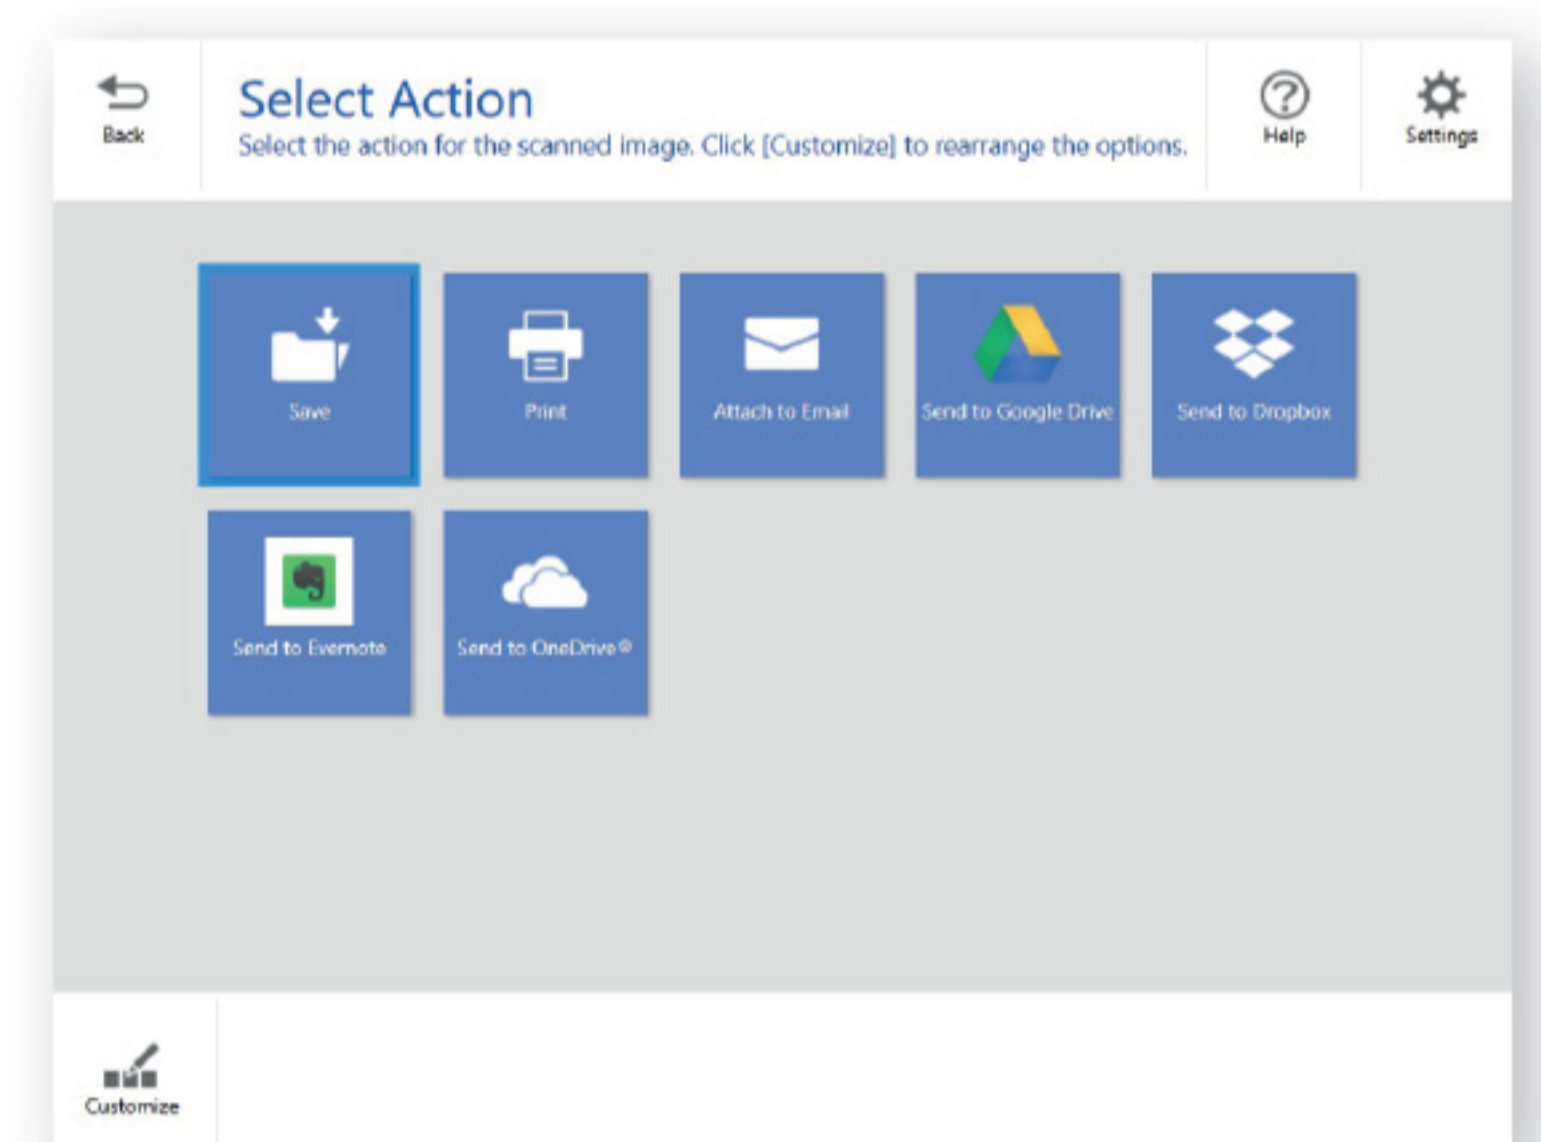 Back
Select Action
Select the action for the scanned image. Click [Customize] to rearrange the options.
Help
Settings
Save
Print
Attach to Email
Send to Google Drive
Send to Dropbox
Send to Evernote
Send to OneDrive®
Customize